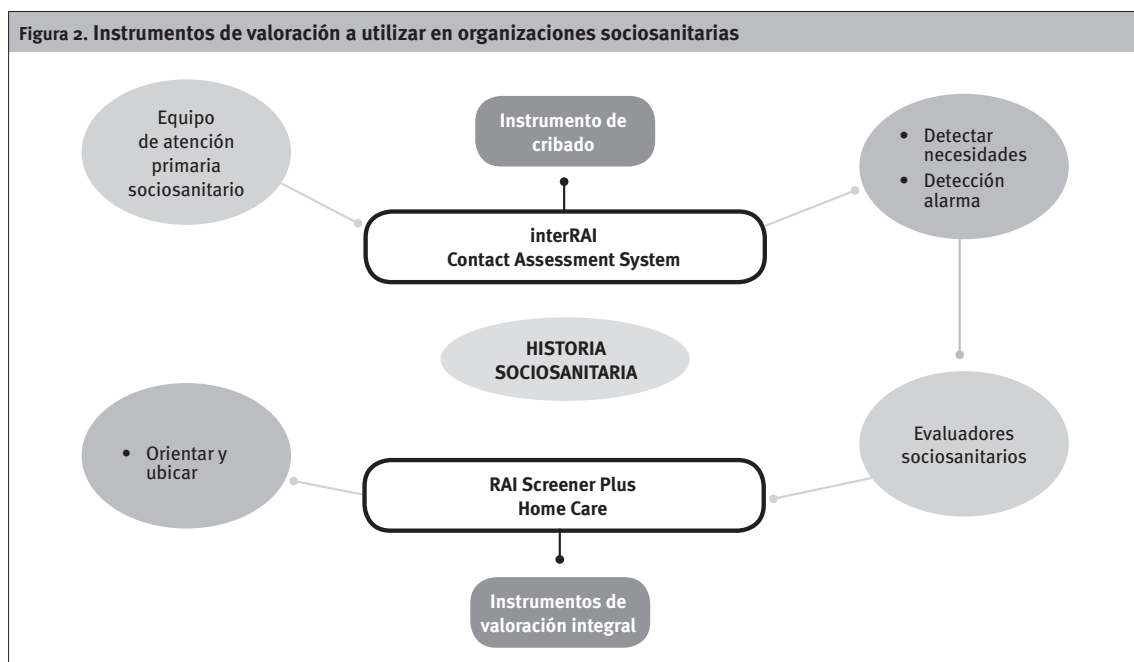 Figura 2. Instrumentos de valoración a utilizar en organizaciones sociosanitarias
Equipo
de atención
primaria
sociosanitario
Instrumento de
cribado
• Detectar
necesidades
• Detección
alarma
interRAI
Contact Assessment System
HISTORIA
SOCIOSANITARIA
• Orientar y
ubicar
RAI Screener Plus
Home Care
Evaluadores
sociosanitarios
Instrumentos de
valoración integral